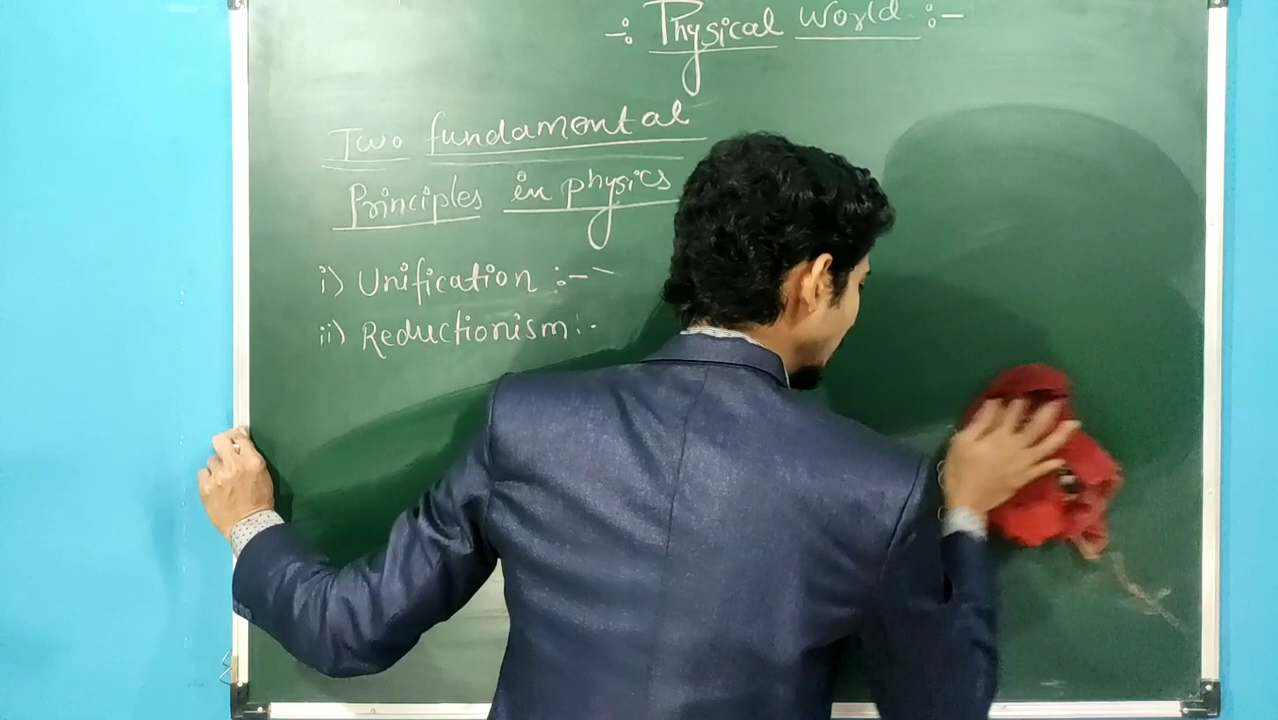 -: Physical World :-
Two fundamental
Principles in physics
i) Unification :-
ii) Reductionism :-